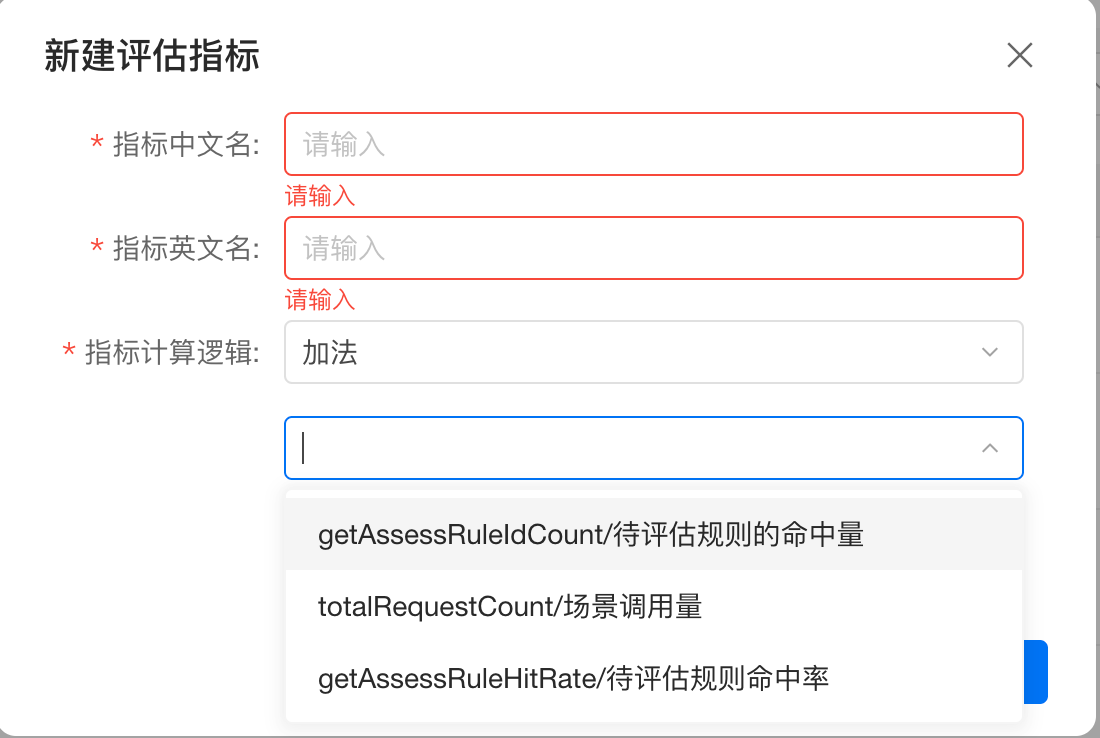 新建评估指标
* 指标中文名: 请输入
请输入
* 指标英文名: 请输入
请输入
* 指标计算逻辑: 加法
getAssessRuleIdCount/待评估规则的命中量
totalRequestCount/场景调用量
getAssessRuleHitRate/待评估规则命中率